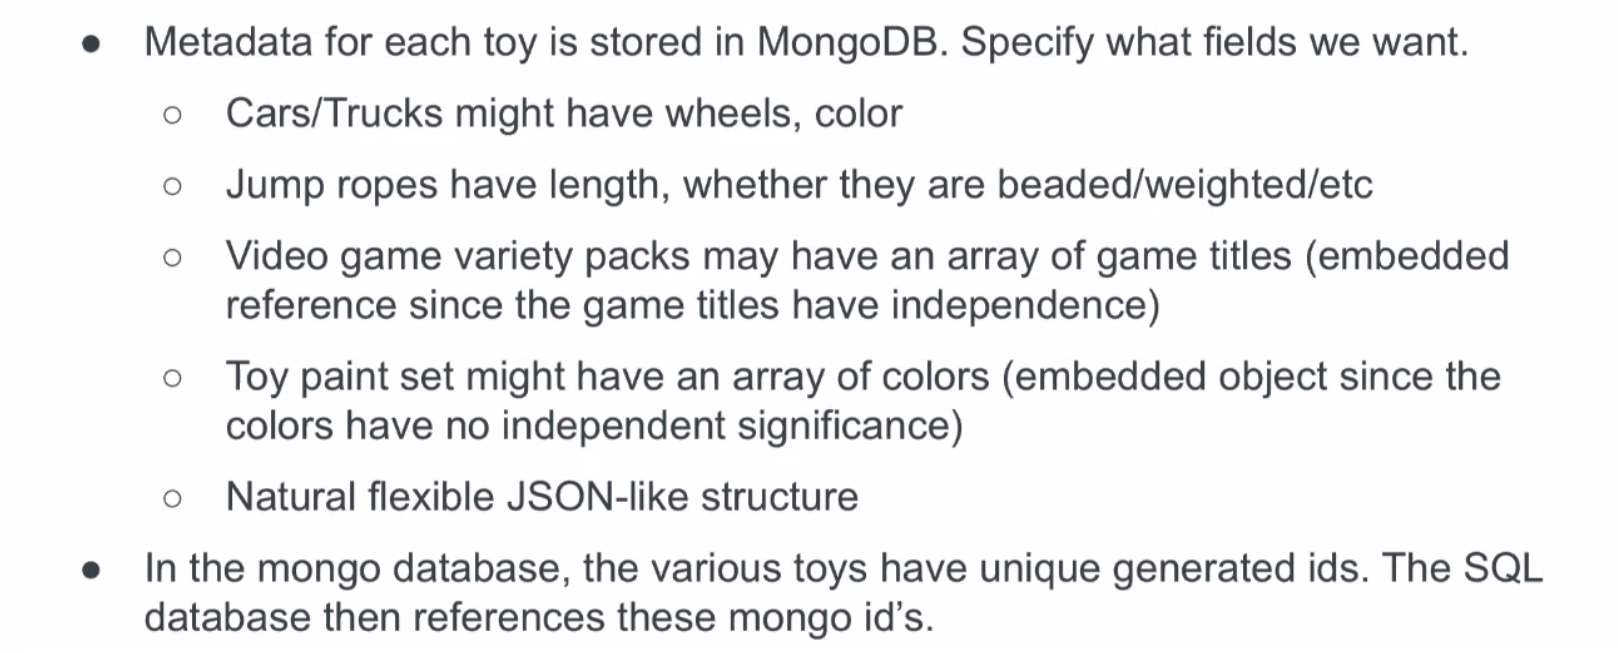 ● Metadata for each toy is stored in MongoDB. Specify what fields we want.
○ Cars/Trucks might have wheels, color
○ Jump ropes have length, whether they are beaded/weighted/etc
○ Video game variety packs may have an array of game titles (embedded
reference since the game titles have independence)
○ Toy paint set might have an array of colors (embedded object since the
colors have no independent significance)
○ Natural flexible JSON-like structure
● In the mongo database, the various toys have unique generated ids. The SQL
database then references these mongo id’s.